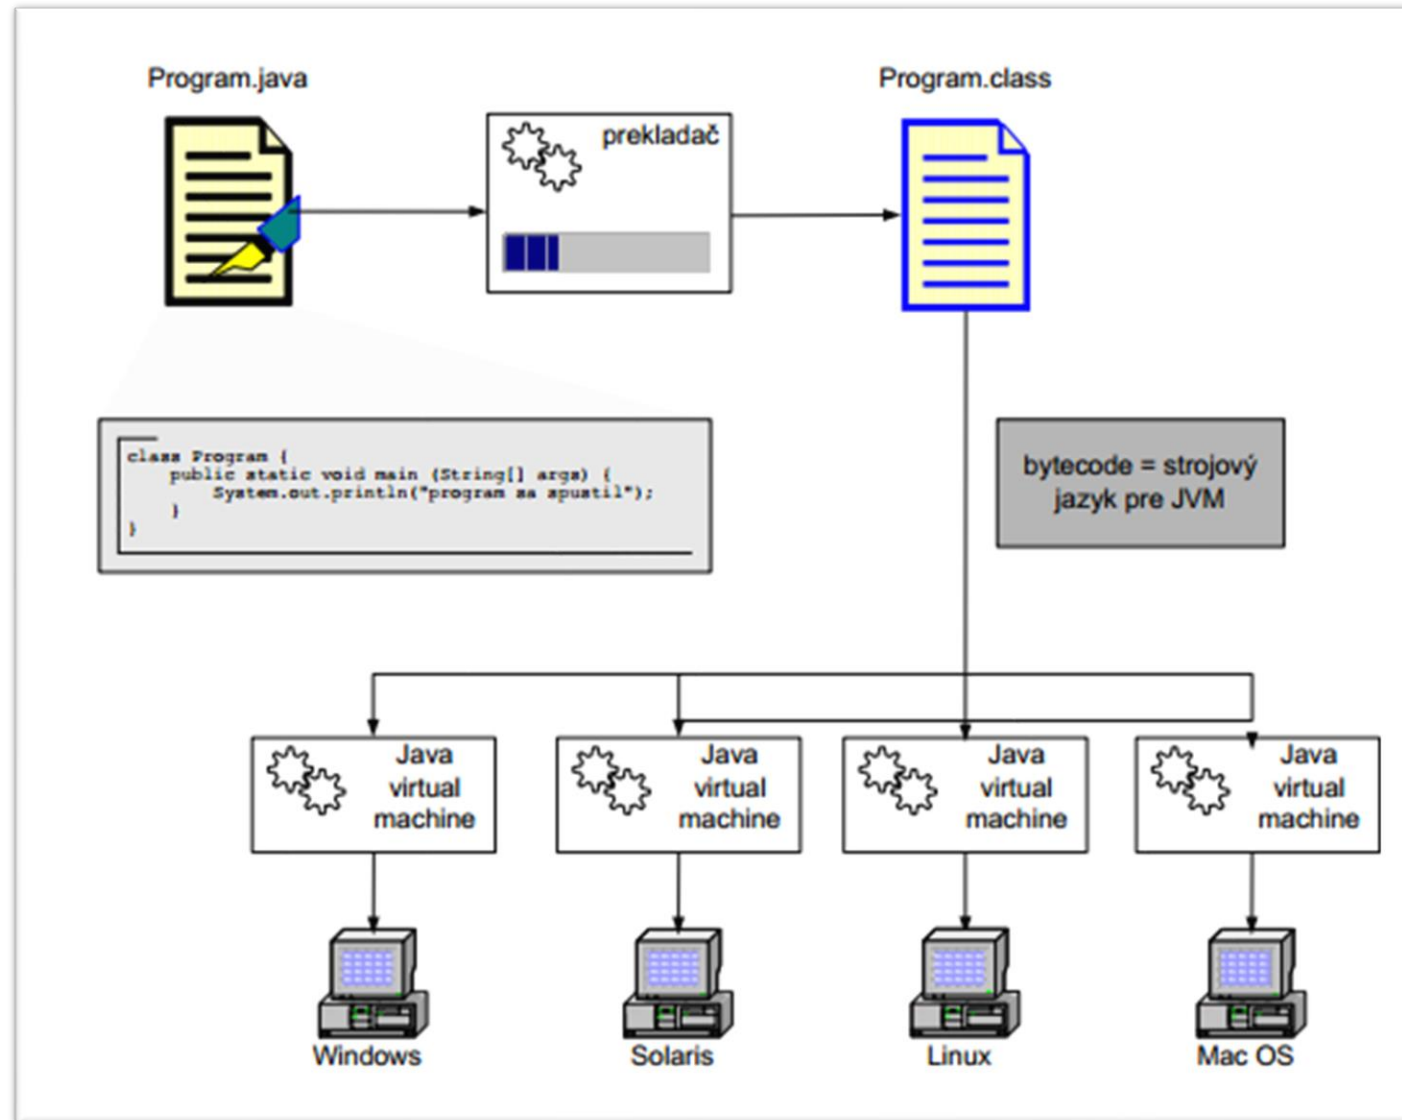 Program.java
Program.class
prekladač
class Program {
public static void main (String[] args) {
System.out.println("program sa spustil");
}
}
bytecode = strojový
jazyk pre JVM
Java
virtual
machine
Java
virtual
machine
Java
virtual
machine
Java
virtual
machine
Windows
Solaris
Linux
Mac OS